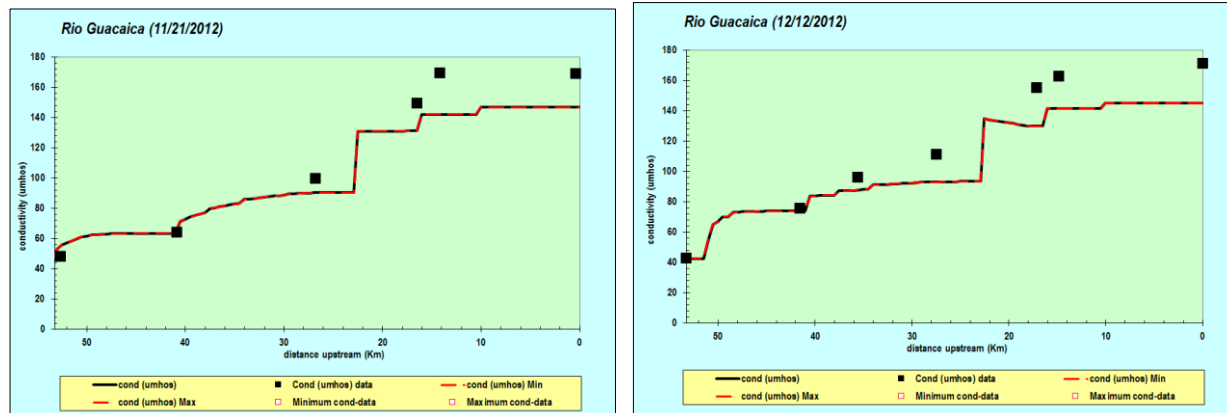 Rio Guacaica (11/21/2012)
180
160
140
120
100
80
60
40
20
0
conductivity (umhos)
50 40 30 20 10 0
distance upstream (Km)
cond (umhos) Cond (umhos) data cond (umhos) Min
cond (umhos) Max Minimum cond-data Maximum cond-data
Rio Guacaica (12/12/2012)
180
160
140
120
100
80
60
40
20
0
conductivity (umhos)
50 40 30 20 10 0
distance upstream (Km)
cond (umhos) Cond (umhos) data cond (umhos) Min
cond (umhos) Max Minimum cond-data Maximum cond-data